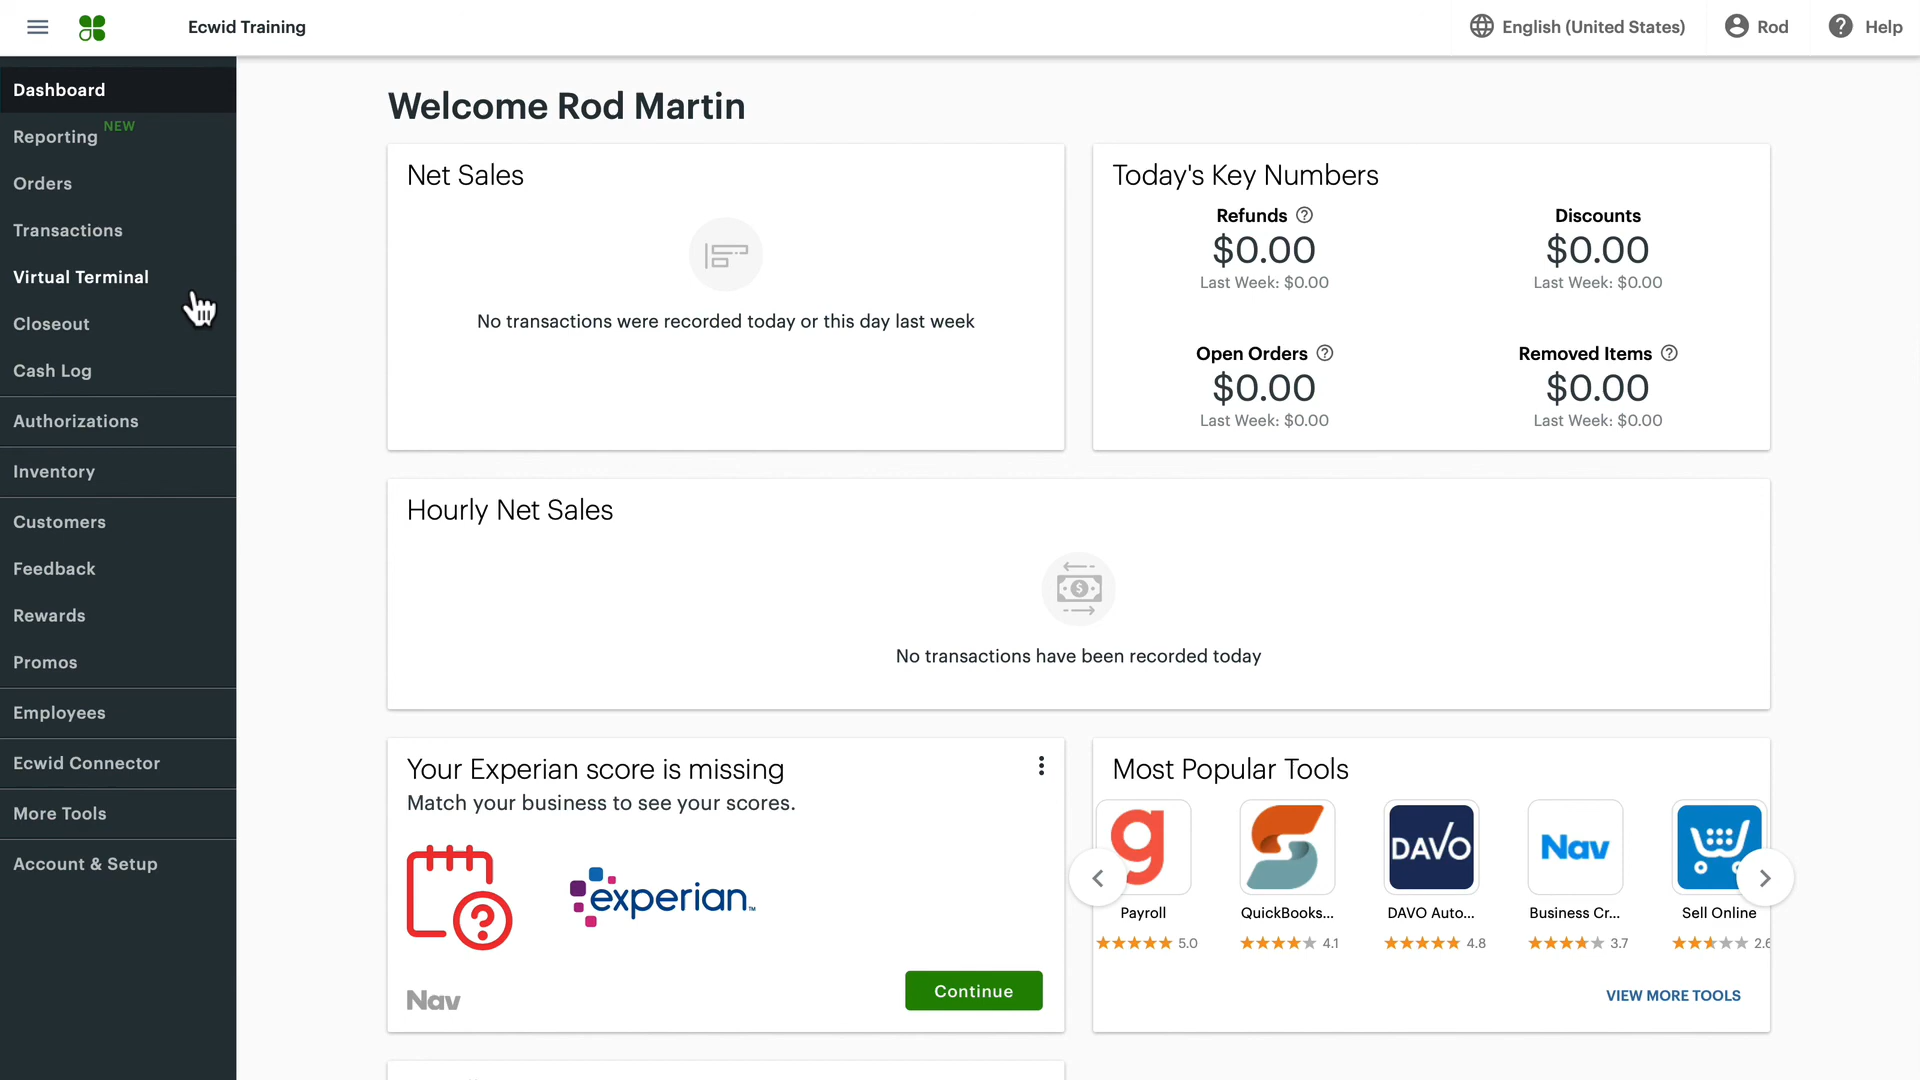 Ecwid Training
English (United States)
Rod
Help
Dashboard
Reporting NEW
Orders
Transactions
Virtual Terminal
Closeout
Cash Log
Authorizations
Inventory
Customers
Feedback
Rewards
Promos
Employees
Ecwid Connector
More Tools
Account & Setup
Welcome Rod Martin
Net Sales
No transactions were recorded today or this day last week
Today's Key Numbers
Refunds
$0.00
Last Week: $0.00
Discounts
$0.00
Last Week: $0.00
Open Orders
$0.00
Last Week: $0.00
Removed Items
$0.00
Last Week: $0.00
Hourly Net Sales
No transactions have been recorded today
Your Experian score is missing
Match your business to see your scores.
experian™
Nav
Continue
Most Popular Tools
g
Payroll
5.0
QuickBooks...
4.1
DAVO
DAVO Auto...
4.8
Nav
Business Cr...
3.7
Sell Online
2.6
VIEW MORE TOOLS